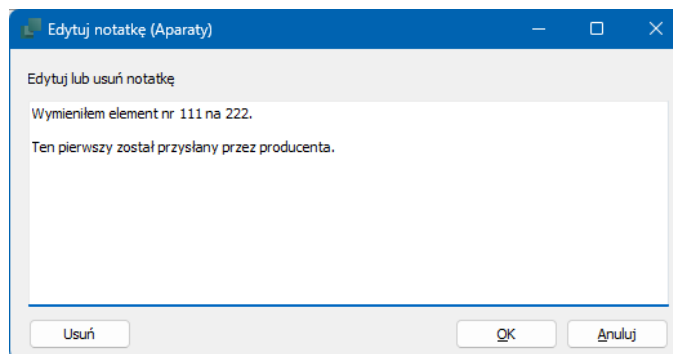 Edytuj notatkę (Aparaty)
Edytuj lub usuń notatkę
Wymieniłem element nr 111 na 222.
Ten pierwszy został przysłany przez producenta.
Usuń
OK
Anuluj